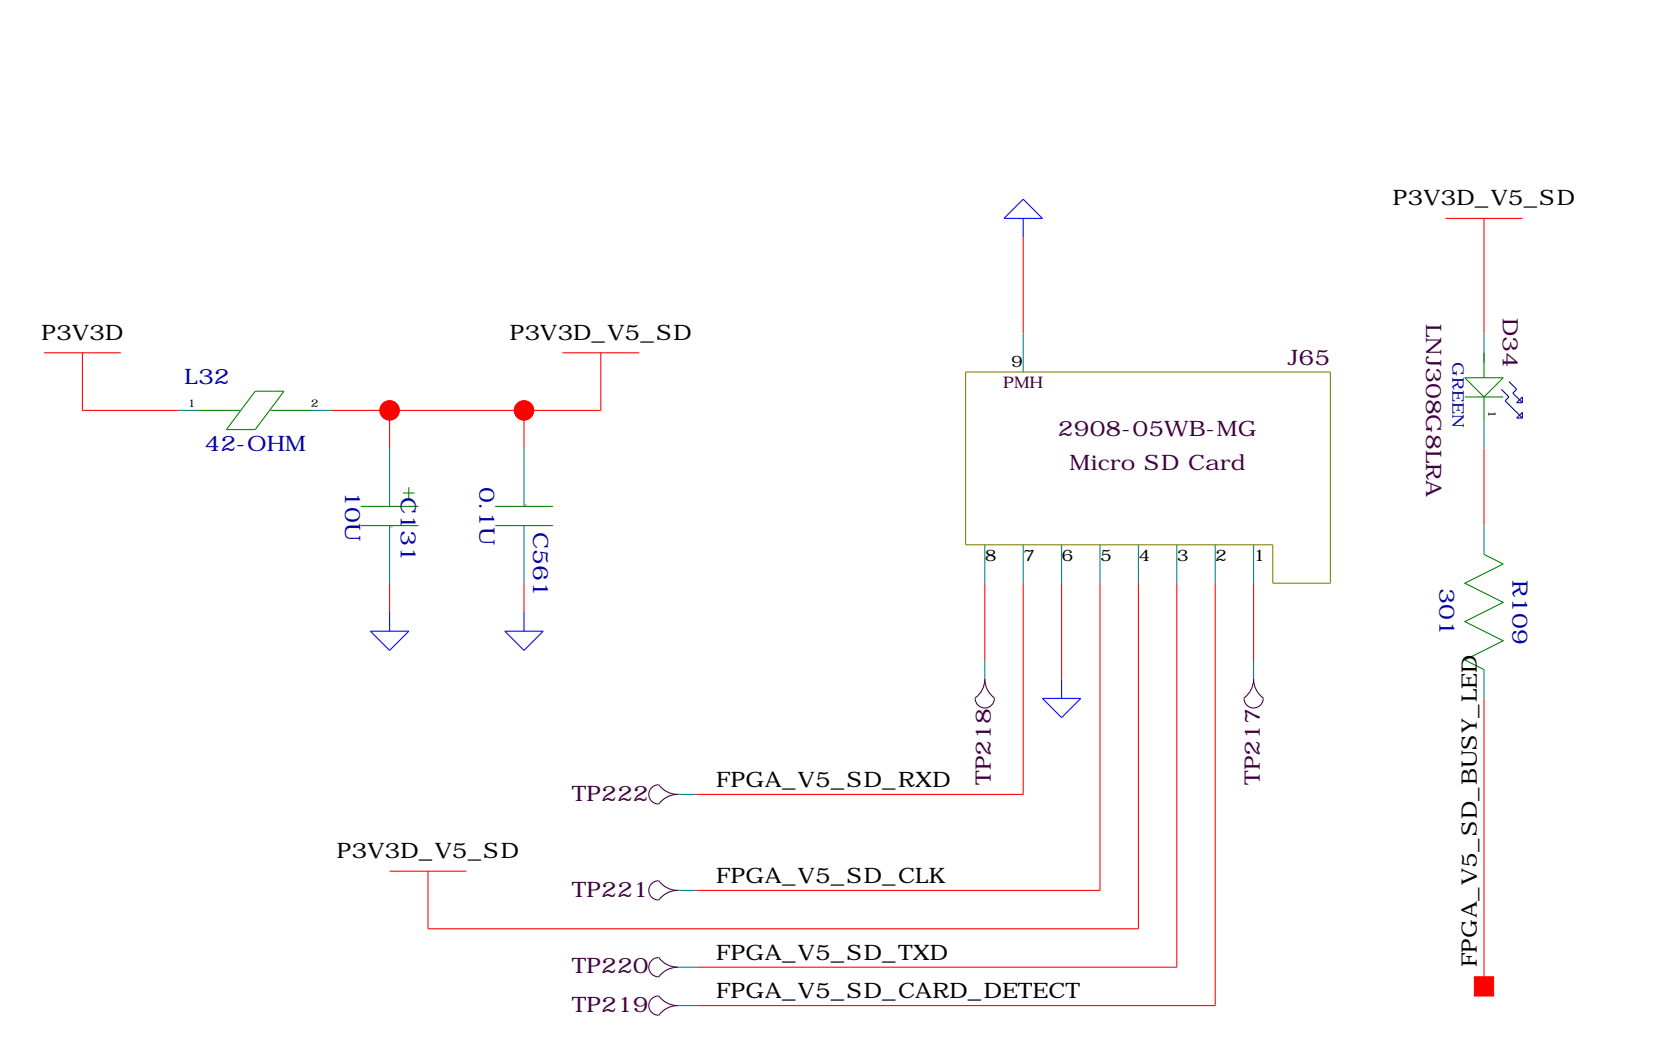 P3V3D_V5_SD
P3V3D
P3V3D_V5_SD
L32
1
2
42-OHM
+
10U
C131
0.1U
C561
9
PMH
J65
2908-05WB-MG
Micro SD Card
8
7
6
5
4
3
2
1
D34
LNJ308G8LRA
GREEN
1
R109
301
TP218
TP217
FPGA_V5_SD_BUSY_LED
TP222
FPGA_V5_SD_RXD
P3V3D_V5_SD
TP221
FPGA_V5_SD_CLK
TP220
FPGA_V5_SD_TXD
TP219
FPGA_V5_SD_CARD_DETECT